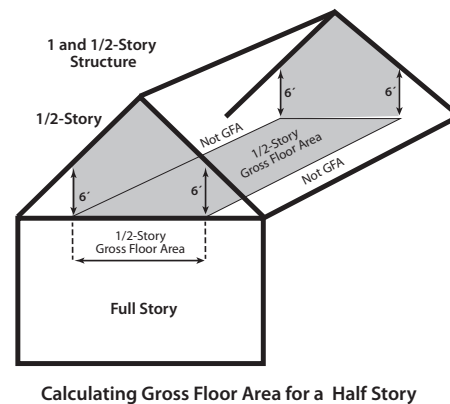 1 and 1/2-Story
Structure
1/2-Story
6´
6´
Not GFA
1/2-Story
Gross Floor Area
Not GFA
6´
6´
1/2-Story
Gross Floor Area
Full Story
Calculating Gross Floor Area for a Half Story